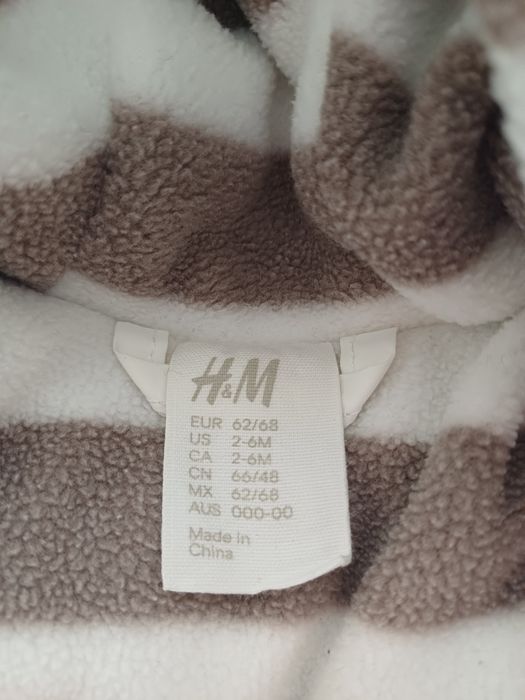 H&M
EUR 62/68
US 2-6M
CA 2-6M
CN 66/48
MX 62/68
AUS 000-00
Made in
China